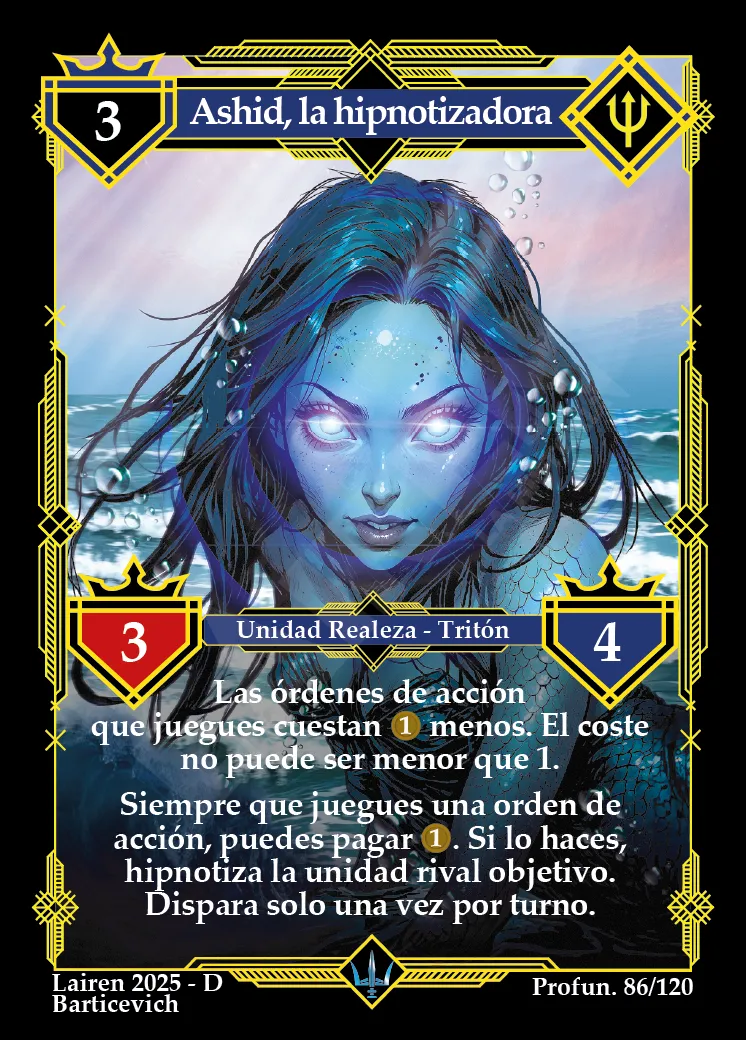 3
Ashid, la hipnotizadora
3
Unidad Realeza - Tritón
4
Las órdenes de acción
que juegues cuestan 1 menos. El coste
no puede ser menor que 1.
Siempre que juegues una orden de
acción, puedes pagar 1. Si lo haces,
hipnotiza la unidad rival objetivo.
Dispara solo una vez por turno.
Lairen 2025 - D
Barticevich
Profun. 86/120